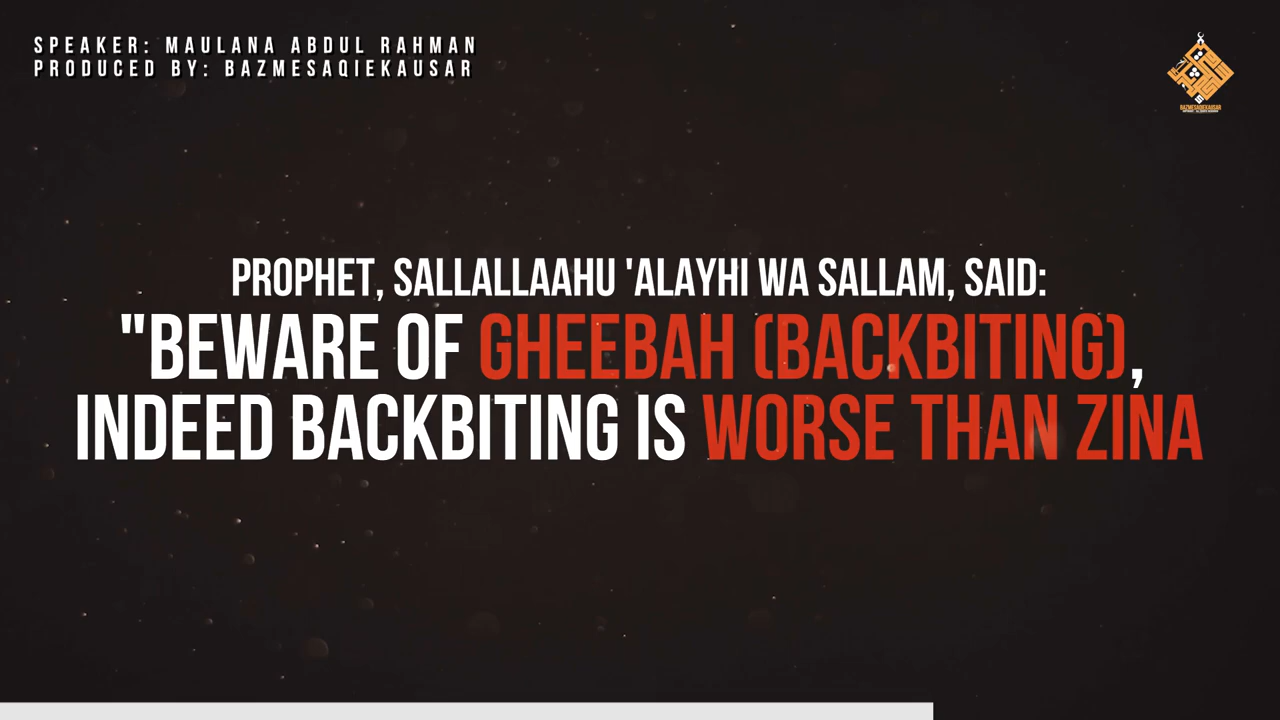 SPEAKER: MAULANA ABDUL RAHMAN
PRODUCED BY: BAZMESAQIEKAUSAR
BAZMESAQIEKAUSAR
PROPHET, SALLALLAAHU 'ALAYHI WA SALLAM, SAID:
"BEWARE OF GHEEBAH (BACKBITING),
INDEED BACKBITING IS WORSE THAN ZINA